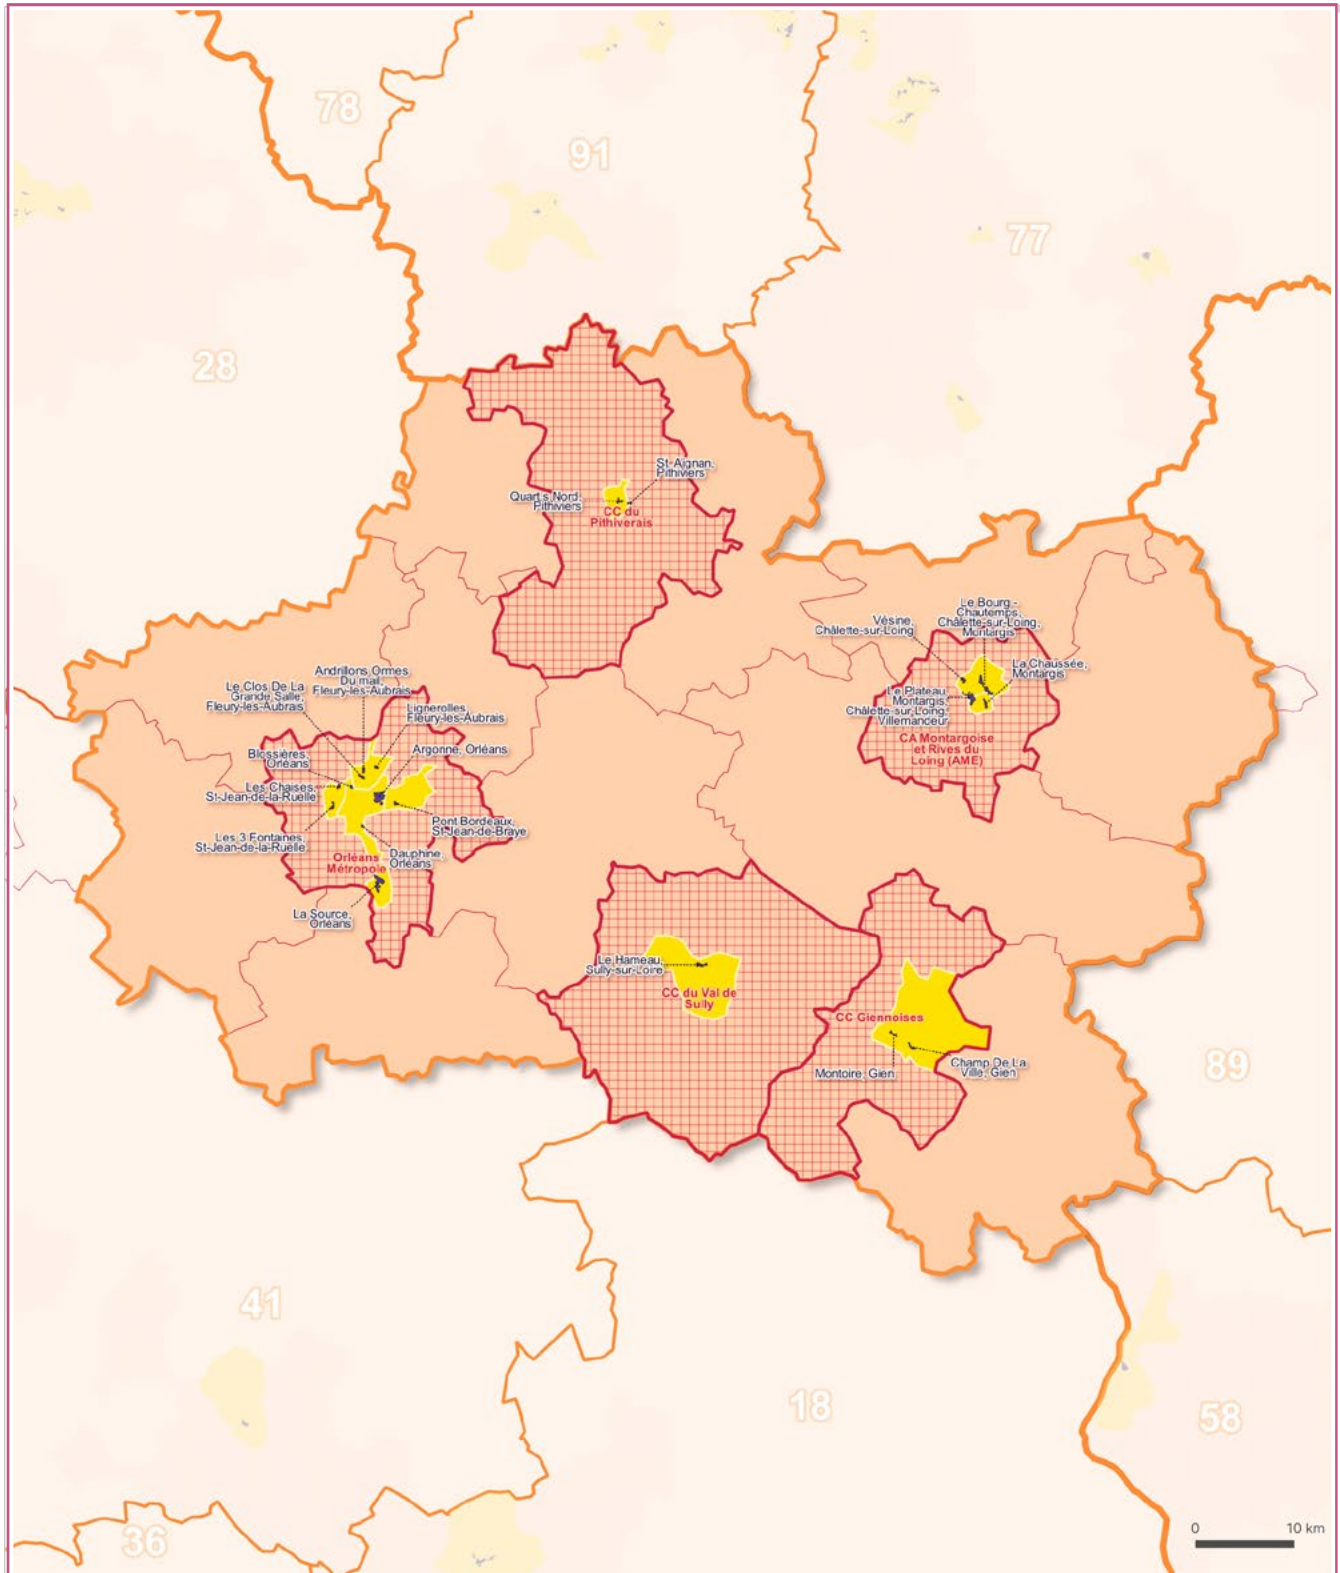 78
91
77
28
St Aignan,
Pithiviers
Quart s Nord,
Pithiviers
CC du
Pithiverais
Le Bourg -
Chautemps,
Châlette-sur-Loing,
Montargis
Vésine,
Châlette-sur-Loing
La Chaussée,
Montargis
Le Plateau,
Montargis,
Châlette-sur-Loing,
Villemandeur
CA Montargoise
et Rives du
Loing (AME)
Andrillons Ormes
Du mail,
Fleury-les-Aubrais
Le Clos De La
Grande Salle,
Fleury-les-Aubrais
Lignerolles,
Fleury-les-Aubrais
Argonne, Orléans
Blossières,
Orléans
Les Chaises,
St-Jean-de-la-Ruelle
Pont Bordeaux,
St-Jean-de-Braye
Les 3 Fontaines,
St-Jean-de-la-Ruelle
Dauphine,
Orléans
Orléans
Métropole
La Source,
Orléans
Le Hameau,
Sully-sur-Loire
CC du Val de
Sully
CC Giennoises
Montoire, Gien
Champ De La
Ville, Gien
89
41
18
58
36
0 10 km